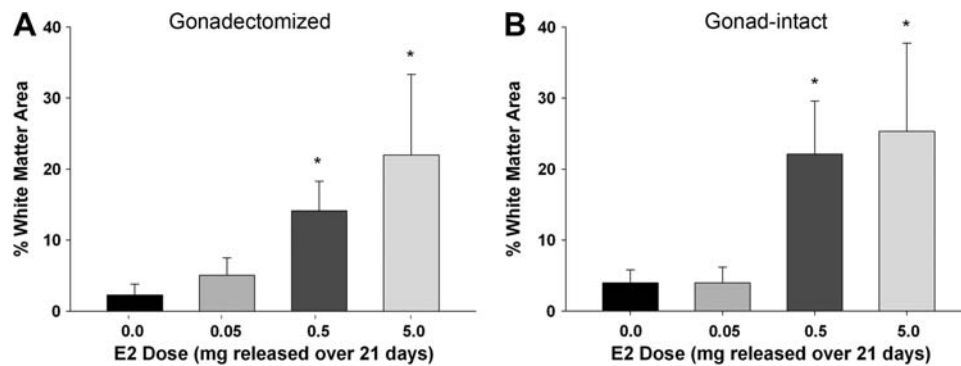 A
Gonadectomized
% White Matter Area
40
30
20
10
0
*
*
0.0 0.05 0.5 5.0
E2 Dose (mg released over 21 days)
B
Gonad-intact
% White Matter Area
40
30
20
10
0
*
*
0.0 0.05 0.5 5.0
E2 Dose (mg released over 21 days)